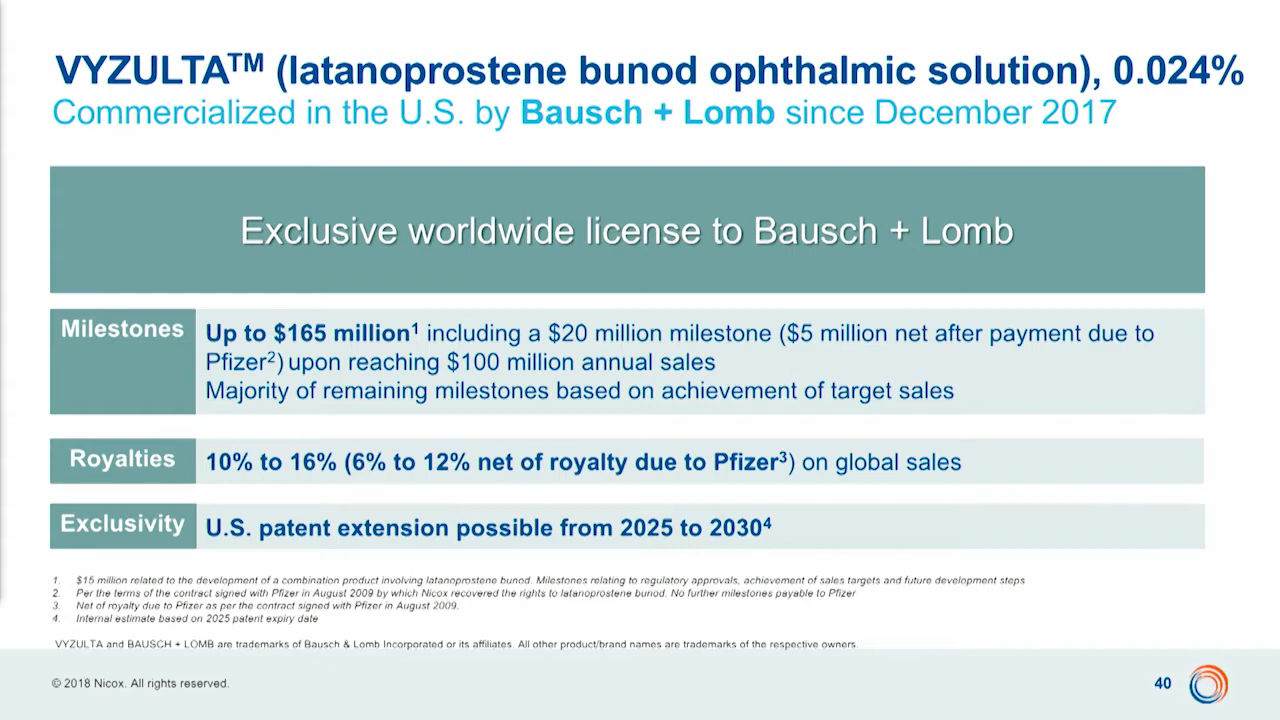 VYZULTA™ (latanoprostene bunod ophthalmic solution), 0.024%
Commercialized in the U.S. by Bausch + Lomb since December 2017
Exclusive worldwide license to Bausch + Lomb
Milestones
Up to $165 million¹ including a $20 million milestone ($5 million net after payment due to
Pfizer²) upon reaching $100 million annual sales
Majority of remaining milestones based on achievement of target sales
Royalties
10% to 16% (6% to 12% net of royalty due to Pfizer³) on global sales
Exclusivity
U.S. patent extension possible from 2025 to 2030⁴
1. $15 million related to the development of a combination product involving latanoprostene bunod. Milestones relating to regulatory approvals, achievement of sales targets and future development steps
2. Per the terms of the contract signed with Pfizer in August 2009 by which Nicox recovered the rights to latanoprostene bunod. No further milestones payable to Pfizer
3. Net of royalty due to Pfizer as per the contract signed with Pfizer in August 2009.
4. Internal estimate based on 2025 patent expiry date
VYZULTA and BAUSCH + LOMB are trademarks of Bausch & Lomb Incorporated or its affiliates. All other product/brand names are trademarks of the respective owners.
© 2018 Nicox. All rights reserved.
40